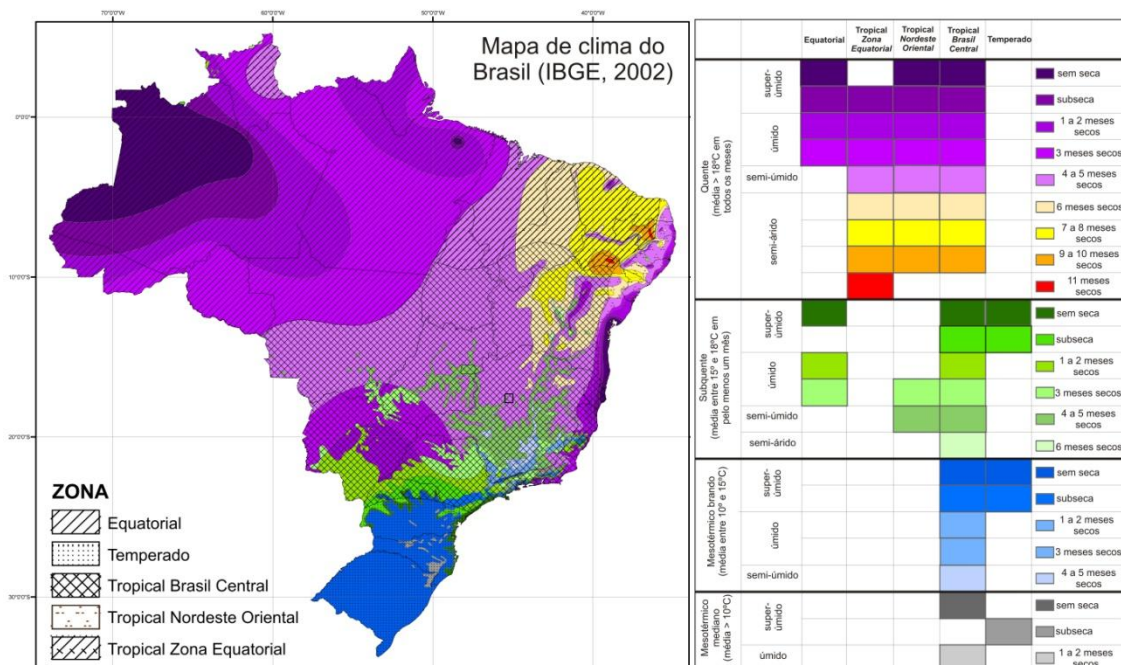 70°0'0"W
60°0'0"W
50°0'0"W
40°0'0"W
Mapa de clima do
Brasil (IBGE, 2002)
0°0'0"
10°0'0"S
20°0'0"S
30°0'0"S
ZONA
Equatorial
Temperado
Tropical Brasil Central
Tropical Nordeste Oriental
Tropical Zona Equatorial
Equatorial
Tropical
Zona
Equatorial
Tropical
Nordeste
Oriental
Tropical
Brasil
Central
Temperado
Quente
(média > 18ºC em
todos os meses)
super-
úmido
sem seca
subseca
úmido
1 a 2 meses
secos
3 meses secos
semi-úmido
4 a 5 meses
secos
semi-árido
6 meses secos
7 a 8 meses
secos
9 a 10 meses
secos
11 meses
secos
Subquente
(média entre 15º e 18ºC em
pelo menos um mês)
super-
úmido
sem seca
subseca
úmido
1 a 2 meses
secos
3 meses secos
semi-úmido
4 a 5 meses
secos
semi-árido
6 meses secos
Mesotérmico brando
(média entre 10º e 15ºC)
super-
úmido
sem seca
subseca
úmido
1 a 2 meses
secos
3 meses secos
semi-úmido
4 a 5 meses
secos
Mesotérmico
mediano
(média > 10ºC)
super-
úmido
sem seca
subseca
úmido
1 a 2 meses
secos